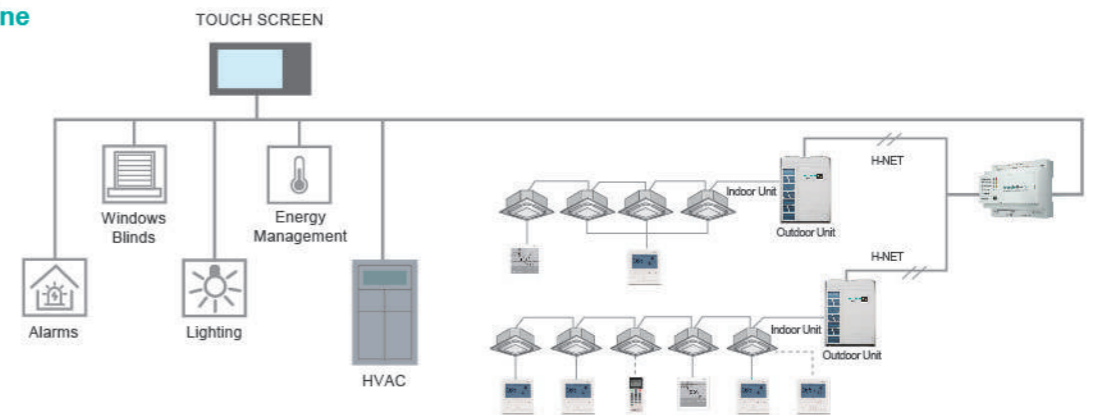 ne
TOUCH SCREEN
H-NET
Indoor Unit
Outdoor Unit
Windows
Blinds
Energy
Management
H-NET
Alarms
Lighting
HVAC
Indoor Unit
Outdoor Unit